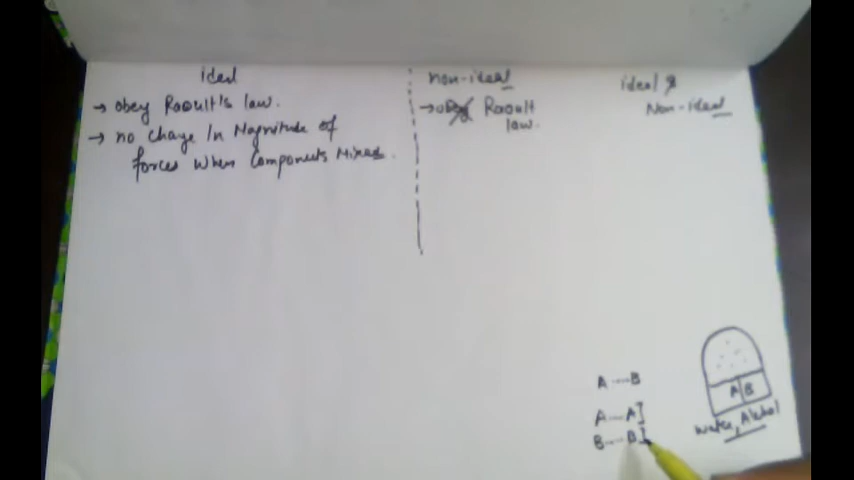 ideal
→ obey Raoult's law.
→ no change In Magnitude of
forces when Components Mixed.
non-ideal
→ obey Raoult
law.
ideal &
Non-ideal
A ----B
A ---- A]
B---- B]
A|B
Water, Alcohol